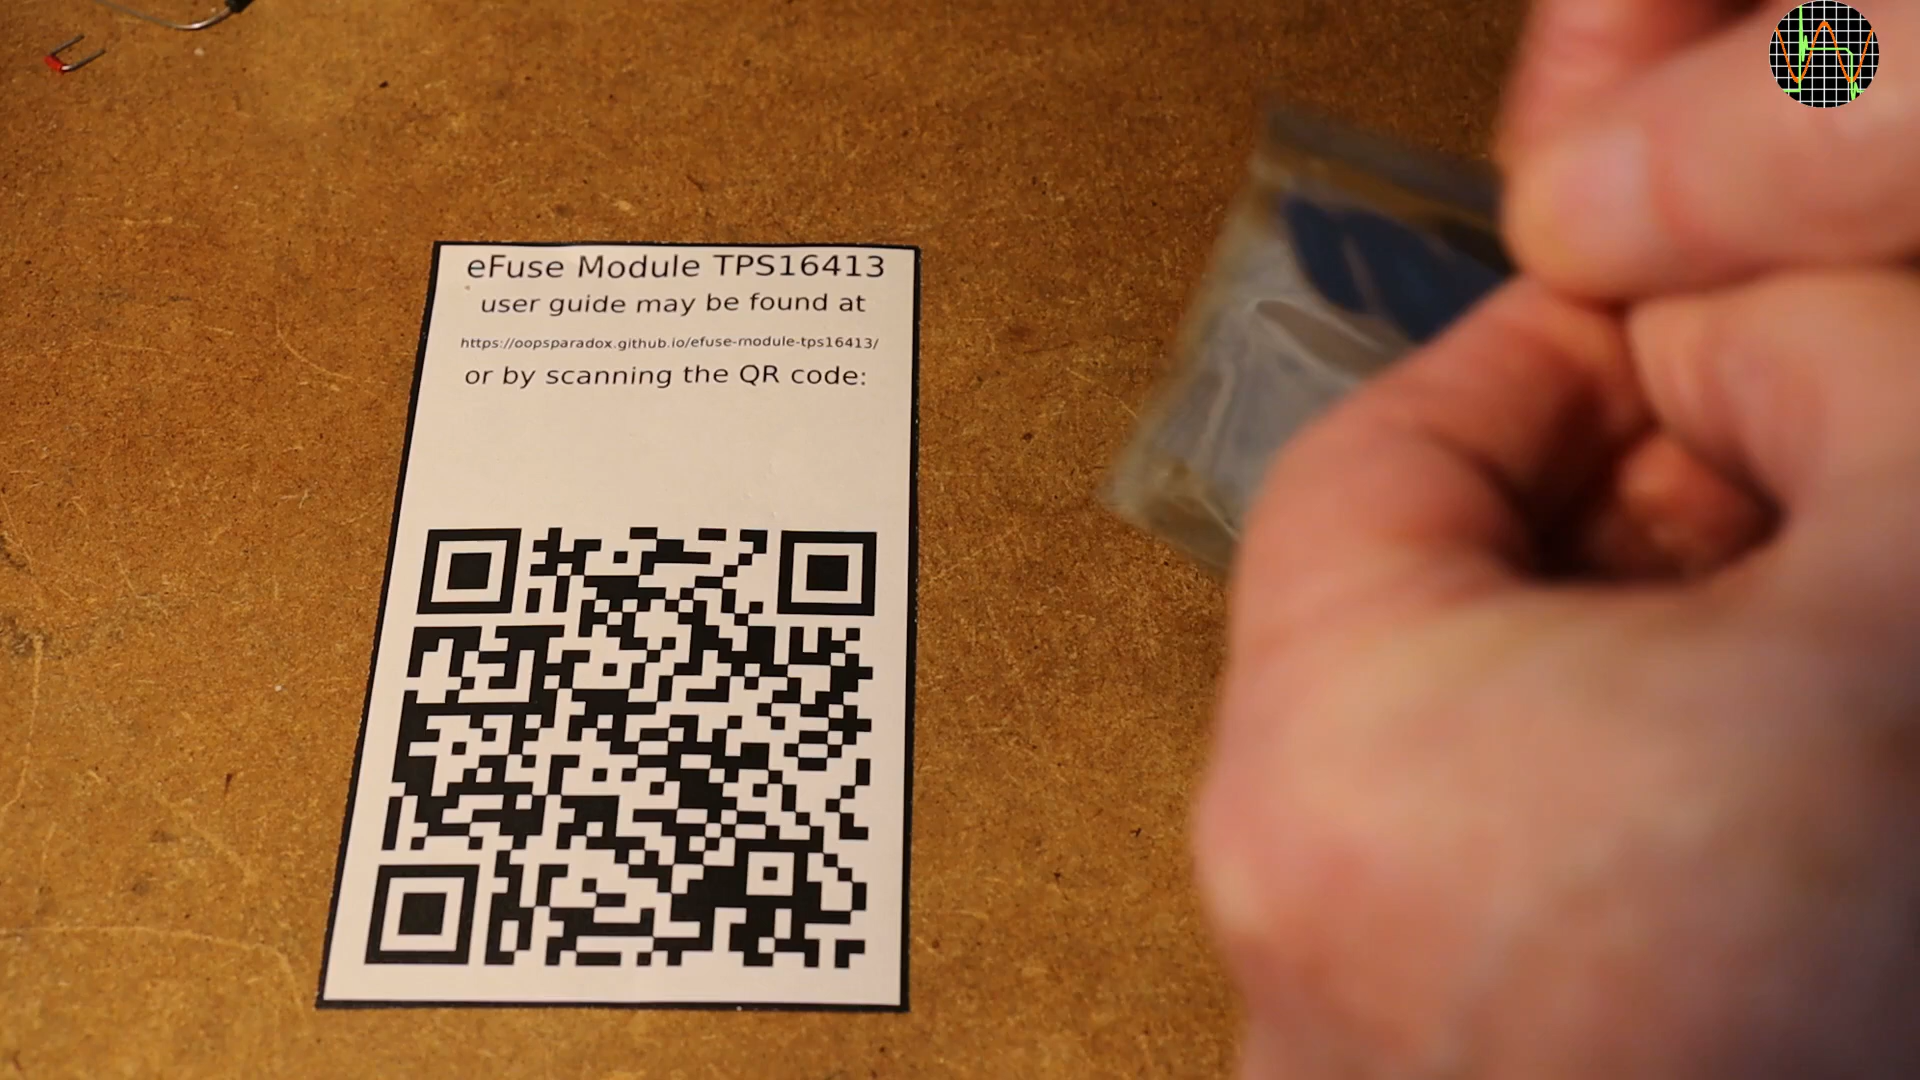 eFuse Module TPS16413
user guide may be found at
https://oopsparadox.github.io/efuse-module-tps16413/
or by scanning the QR code: